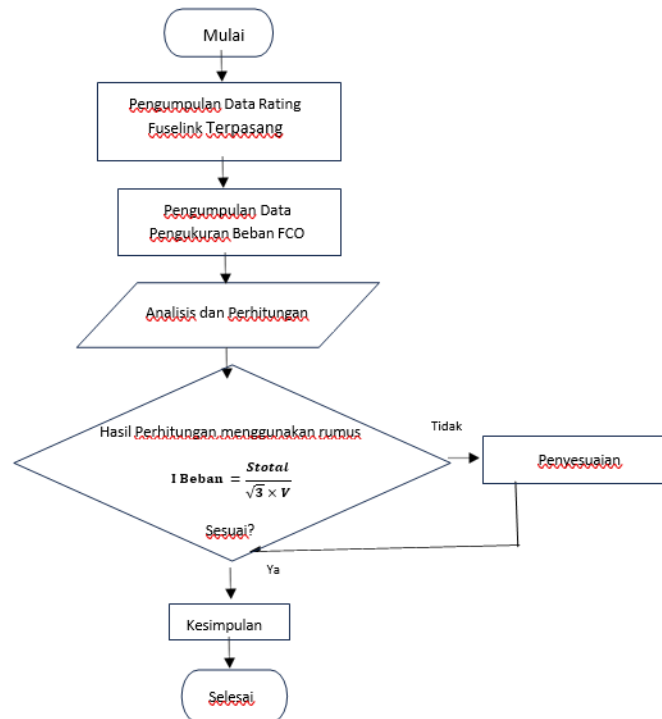 Mulai
Pengumpulan Data Rating
Fuselink Terpasang
Pengumpulan Data
Pengukuran Beban FCO
Analisis dan Perhitungan
Hasil Perhitungan menggunakan rumus
I Beban = Stotal / √3 × V
Sesuai?
Tidak
Penyesuaian
Ya
Kesimpulan
Selesai